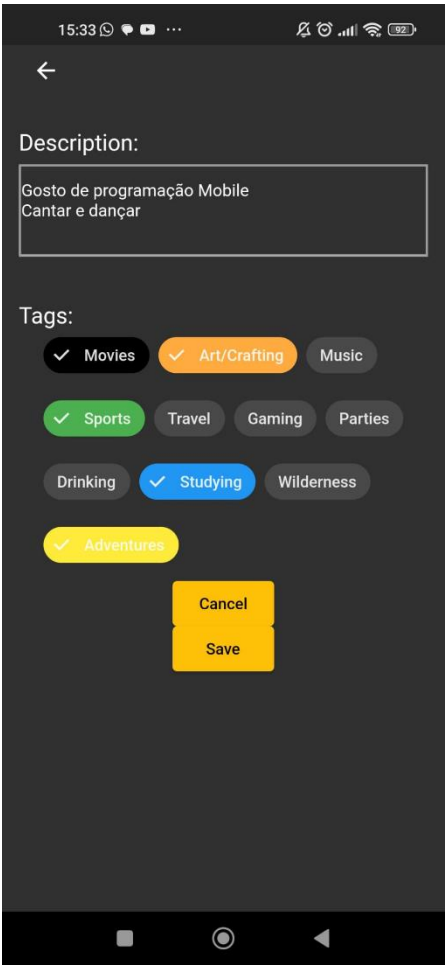 15:33 ... 92
Description:
Gosto de programação Mobile
Cantar e dançar
Tags:
Movies Art/Crafting Music
Sports Travel Gaming Parties
Drinking Studying Wilderness
Adventures
Cancel
Save